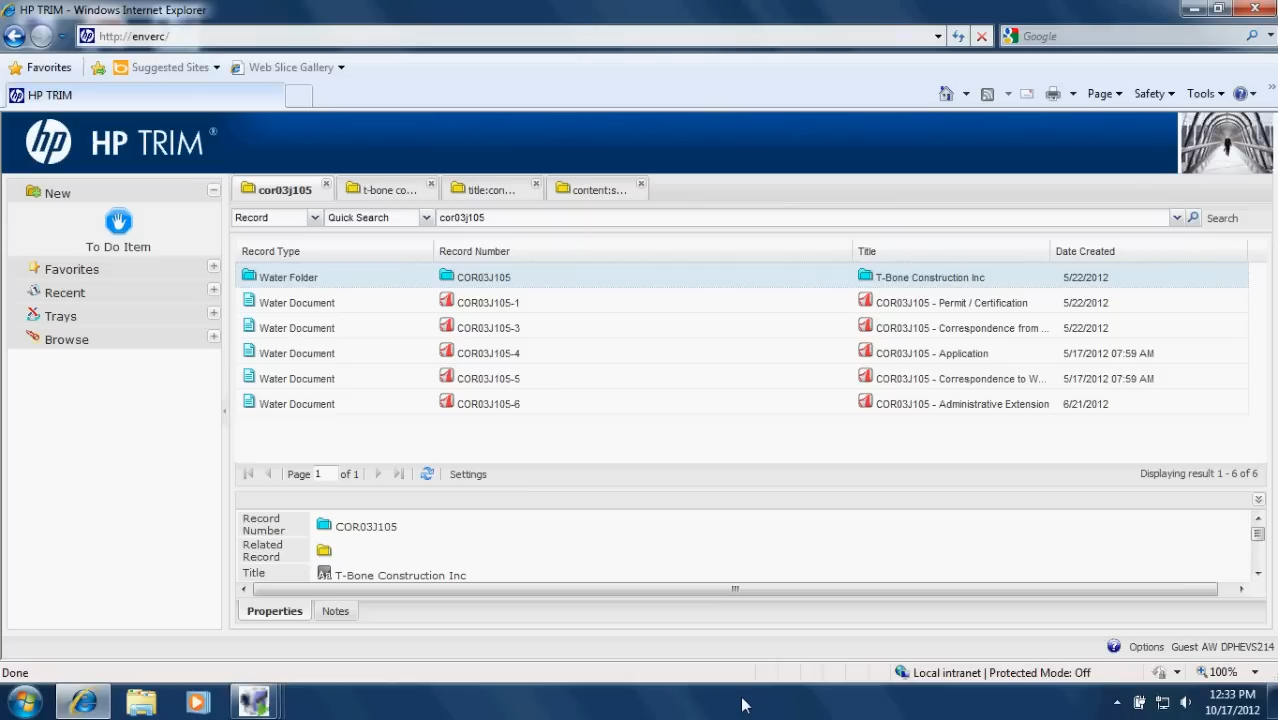 HP TRIM - Windows Internet Explorer
http://enverc/
Google
Favorites Suggested Sites Web Slice Gallery
HP TRIM Page Safety Tools
hp HP TRIM ®
New
To Do Item
Favorites
Recent
Trays
Browse
cor03j105 t-bone co... title:con... content:s...
Record Quick Search cor03j105 Search
Record Type Record Number Title Date Created
Water Folder COR03J105 T-Bone Construction Inc 5/22/2012
Water Document COR03J105-1 COR03J105 - Permit / Certification 5/22/2012
Water Document COR03J105-3 COR03J105 - Correspondence from ... 5/22/2012
Water Document COR03J105-4 COR03J105 - Application 5/17/2012 07:59 AM
Water Document COR03J105-5 COR03J105 - Correspondence to W... 5/17/2012 07:59 AM
Water Document COR03J105-6 COR03J105 - Administrative Extension 6/21/2012
Page 1 of 1 Settings Displaying result 1 - 6 of 6
Record
Number COR03J105
Related
Record
Title T-Bone Construction Inc
Properties Notes
Options Guest AW DPHEVS214
Done Local intranet | Protected Mode: Off 100%
12:33 PM
10/17/2012